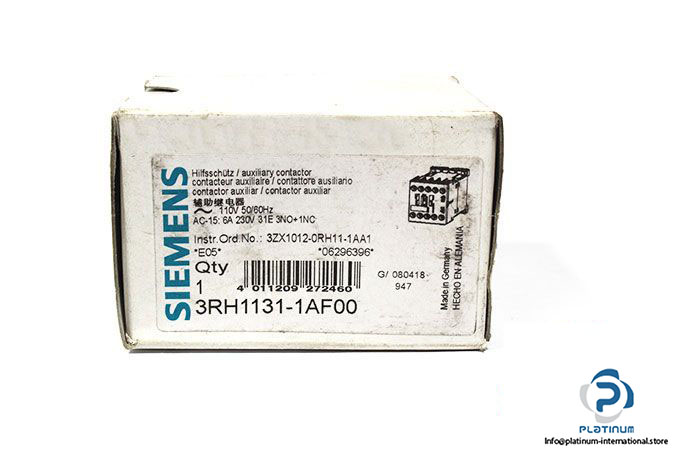 SIEMENS
Hilfsschütz / auxiliary contactor
contacteur auxiliaire / contattore ausiliario
contactor auxiliar / contactor auxiliar
辅助继电器
~ 110V 50/60Hz
AC-15: 6A 230V 31E 3NO+1NC
Instr.Ord.No.: 3ZX1012-0RH11-1AA1
*E05* *06296396*
Qty
1
4 011209 272460
G/ 080418
947
3RH1131-1AF00
Made in Germany
HECHO EN ALEMANIA
PLATINUM
info@platinum-international.store